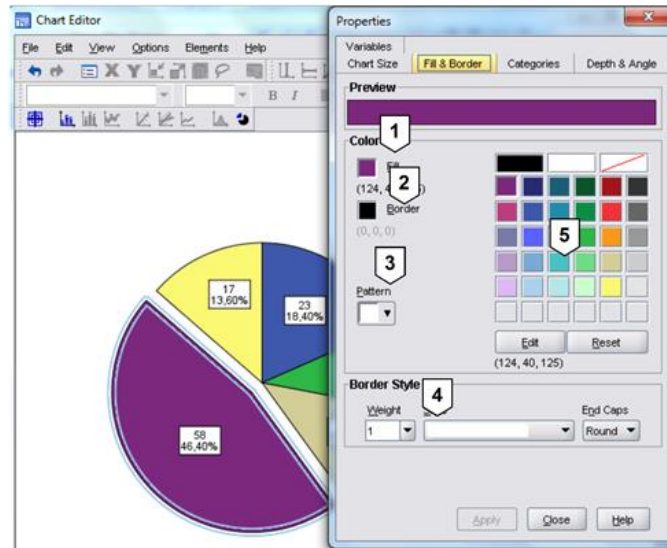 Chart Editor
File Edit View Options Elements Help
B I
17
13,60%
23
18,40%
58
46,40%
Properties
Variables
Chart Size Fill & Border Categories Depth & Angle
Preview
Color
1
2
Border
(0, 0, 0)
3
Pattern
5
Edit Reset
(124, 40, 125)
Border Style
4
Weight End Caps
1 Round
Apply Close Help